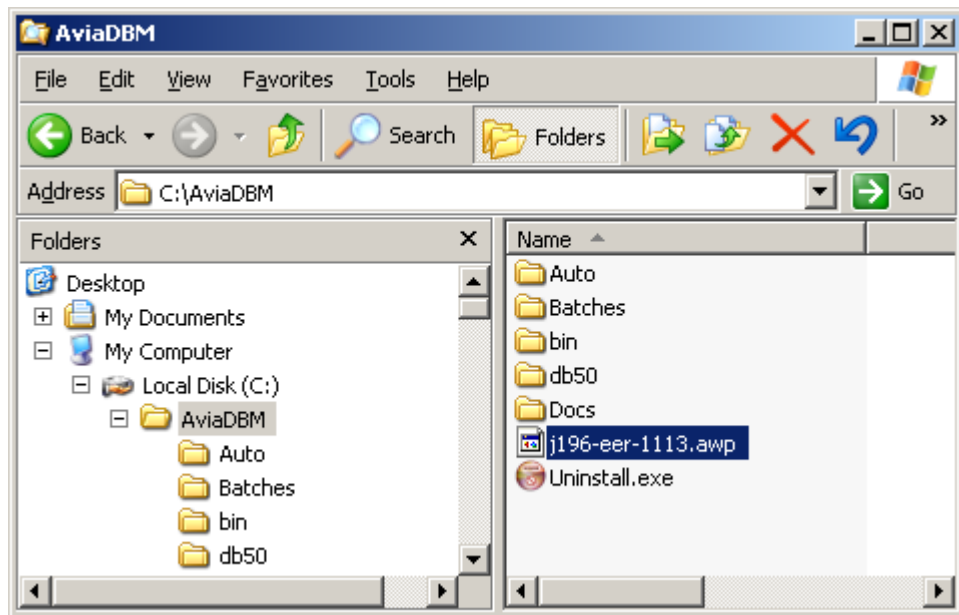 AviaDBM
File Edit View Favorites Tools Help
Back Search Folders »
Address C:\AviaDBM Go
Folders
Desktop
My Documents
My Computer
Local Disk (C:)
AviaDBM
Auto
Batches
bin
db50
Name
Auto
Batches
bin
db50
Docs
j196-eer-1113.awp
Uninstall.exe